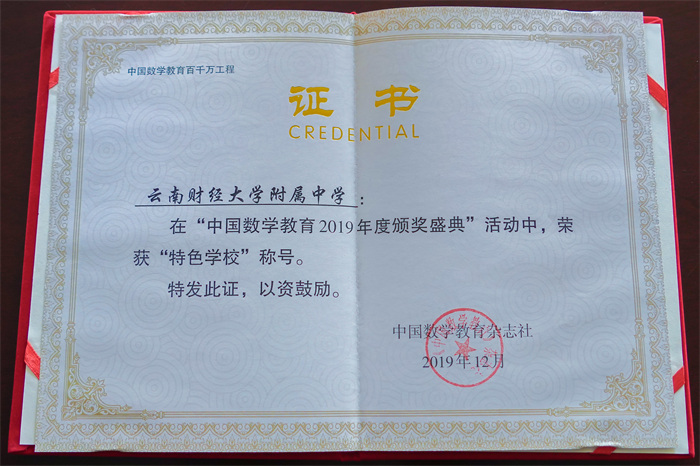 中国数学教育百千万工程
证书
CREDENTIAL
云南财经大学附属中学：
在“中国数学教育2019年度颁奖盛典”活动中，荣
获“特色学校”称号。
特发此证，以资鼓励。
中国数学教育杂志社
2019年12月